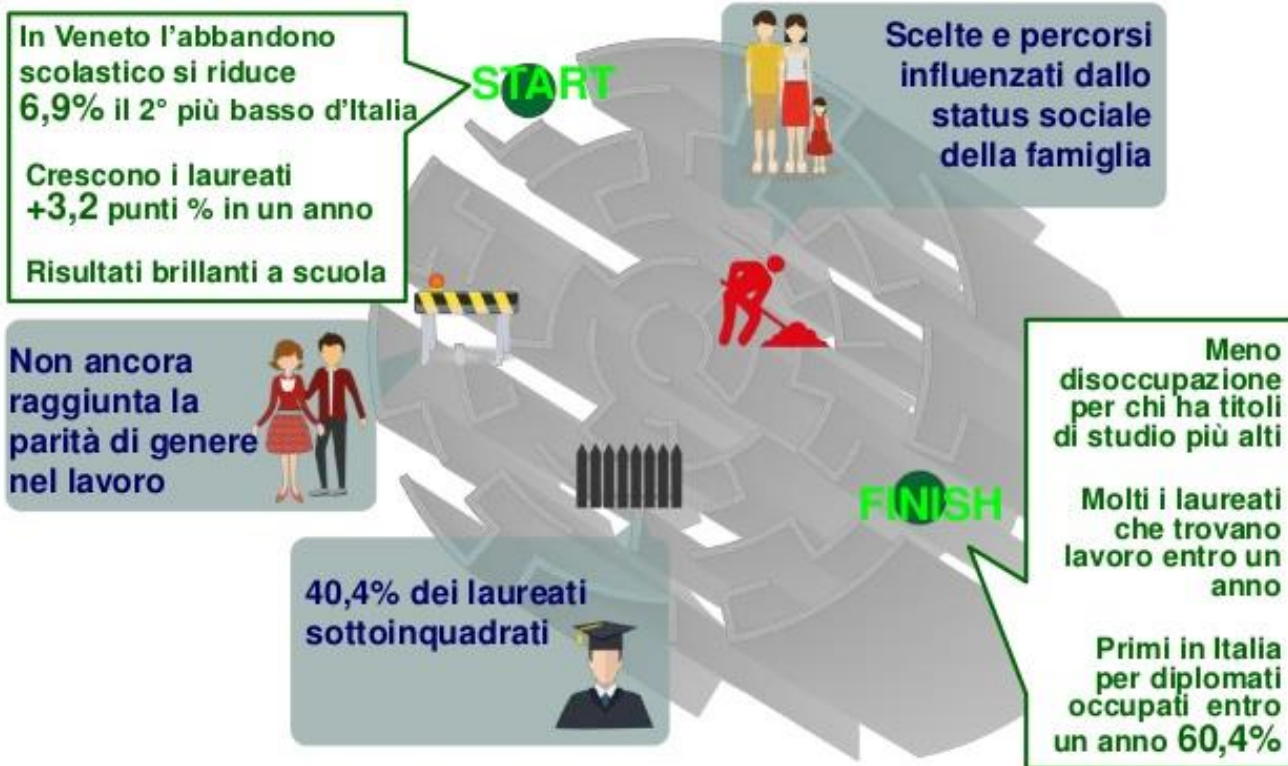 In Veneto l’abbandono
scolastico si riduce
6,9% il 2° più basso d’Italia
Crescono i laureati
+3,2 punti % in un anno
Risultati brillanti a scuola
START
Scelte e percorsi
influenzati dallo
status sociale
della famiglia
Non ancora
raggiunta la
parità di genere
nel lavoro
40,4% dei laureati
sottoinquadrati
FINISH
Meno
disoccupazione
per chi ha titoli
di studio più alti
Molti i laureati
che trovano
lavoro entro un
anno
Primi in Italia
per diplomati
occupati entro
un anno 60,4%